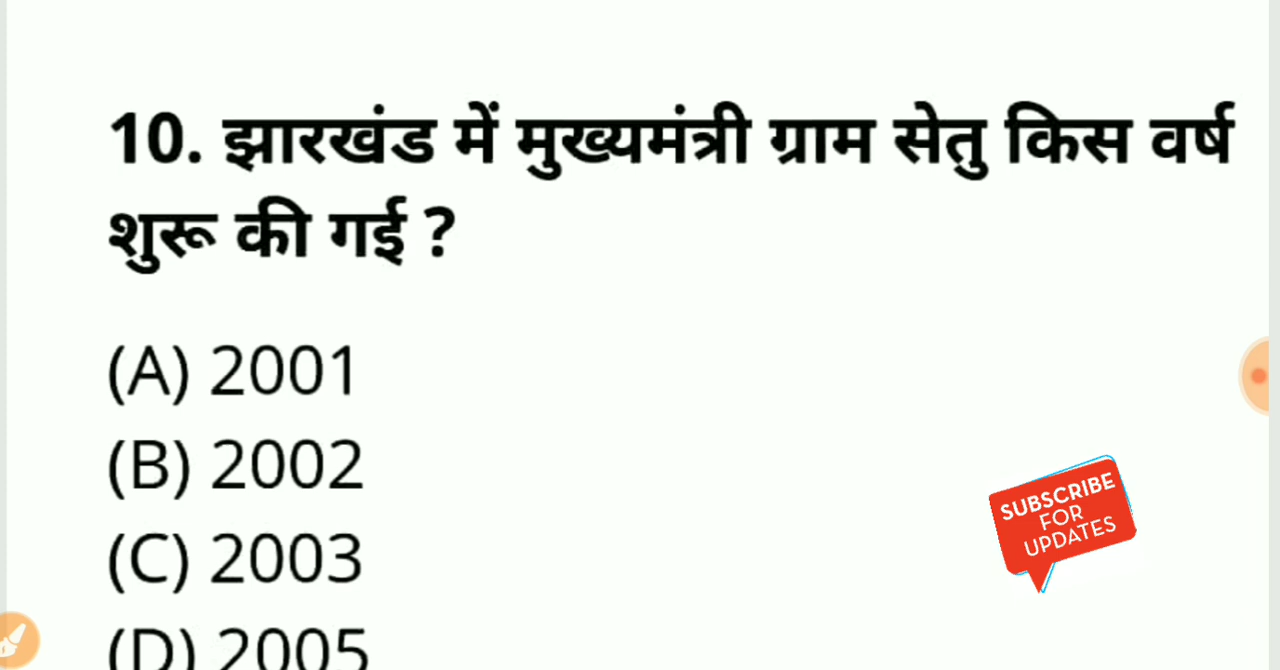 10. झारखंड में मुख्यमंत्री ग्राम सेतु किस वर्ष
शुरू की गई ?
(A) 2001
(B) 2002
(C) 2003
(D) 2005
SUBSCRIBE
FOR
UPDATES